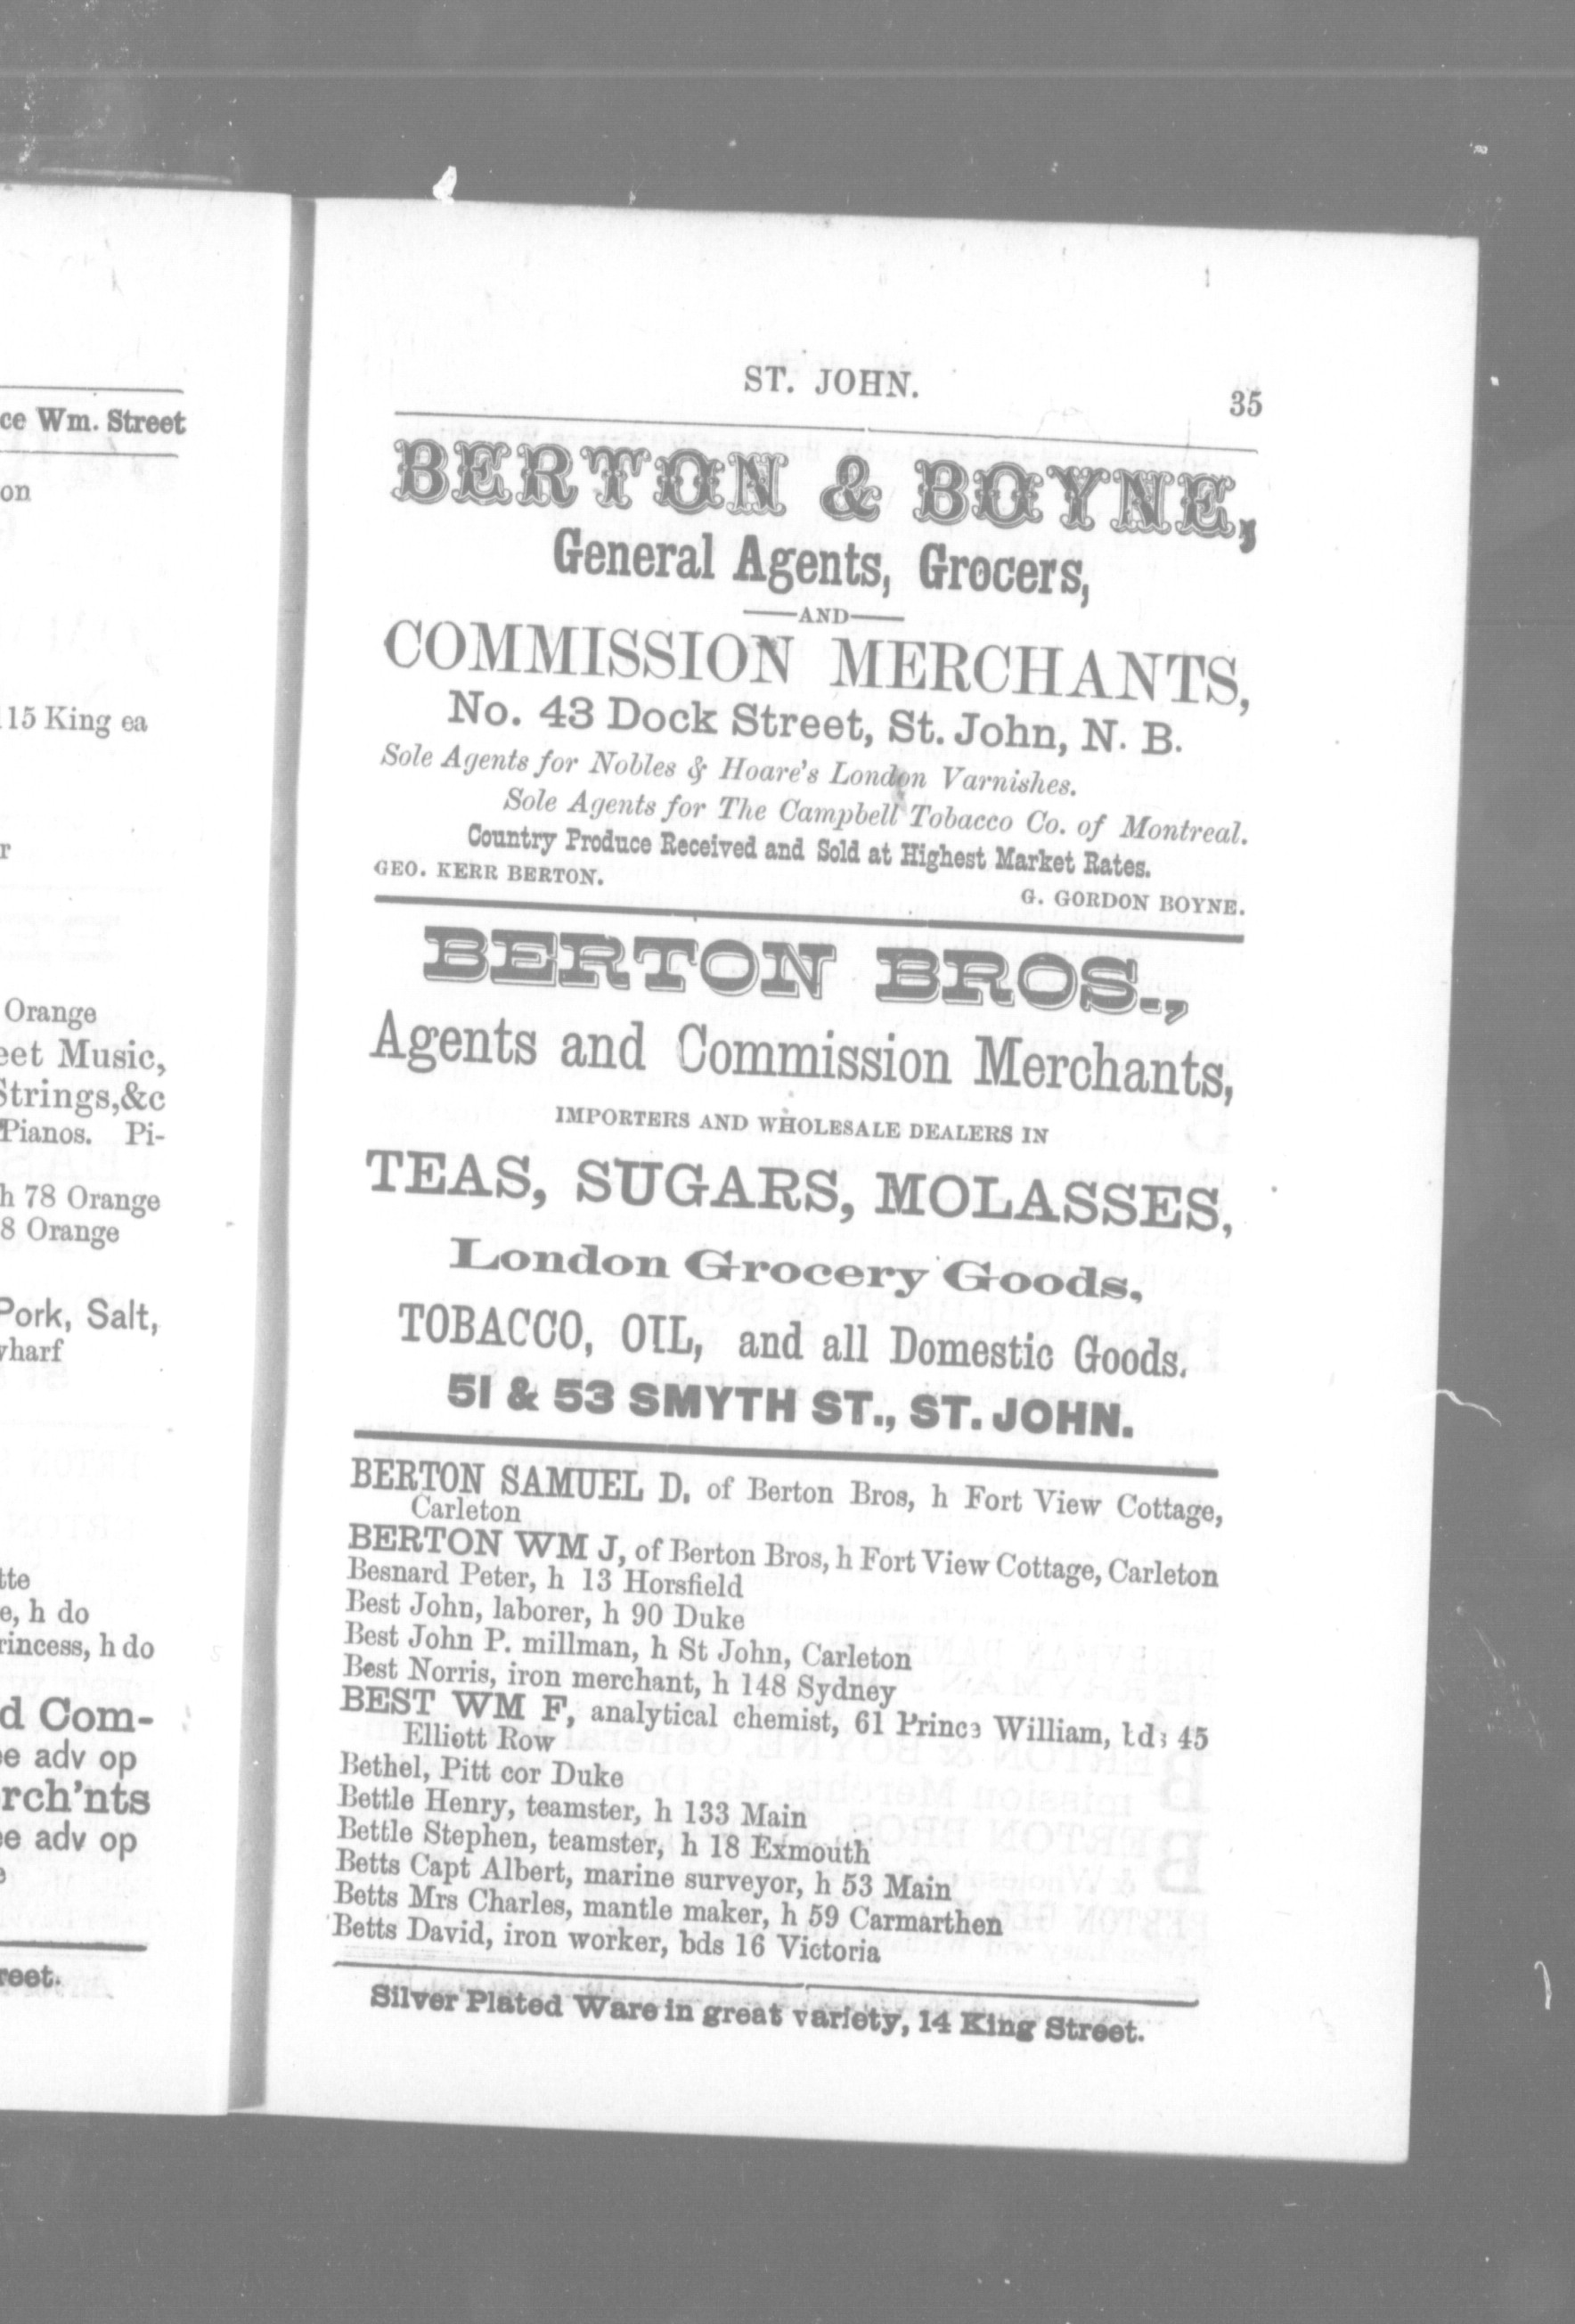 ce Wm. Street
on
115 King ea
r
Orange
eet Music,
Strings,&c
Pianos. Pi-
h 78 Orange
8 Orange
Pork, Salt,
wharf
tte
e, h do
rincess, h do
d Com-
ee adv op
rch'nts
ee adv op
reet.
ST. JOHN.
35
BERTON & BOYNE,
General Agents, Grocers,
AND
COMMISSION MERCHANTS,
No. 43 Dock Street, St. John, N. B.
Sole Agents for Nobles & Hoare's London Varnishes.
Sole Agents for The Campbell Tobacco Co. of Montreal.
Country Produce Received and Sold at Highest Market Rates.
GEO. KERR BERTON.
G. GORDON BOYNE.
BERTON BROS.,
Agents and Commission Merchants,
IMPORTERS AND WHOLESALE DEALERS IN
TEAS, SUGARS, MOLASSES,
London Grocery Goods,
TOBACCO, OIL, and all Domestic Goods.
51 & 53 SMYTH ST., ST. JOHN.
BERTON SAMUEL D, of Berton Bros, h Fort View Cottage,
Carleton
BERTON WM J, of Berton Bros, h Fort View Cottage, Carleton
Besnard Peter, h 13 Horsfield
Best John, laborer, h 90 Duke
Best John P. millman, h St John, Carleton
Best Norris, iron merchant, h 148 Sydney
BEST WM F, analytical chemist, 61 Prince William, bds 45
Elliott Row
Bethel, Pitt cor Duke
Bettle Henry, teamster, h 133 Main
Bettle Stephen, teamster, h 18 Exmouth
Betts Capt Albert, marine surveyor, h 53 Main
Betts Mrs Charles, mantle maker, h 59 Carmarthen
Betts David, iron worker, bds 16 Victoria
Silver Plated Ware in great variety, 14 King Street.